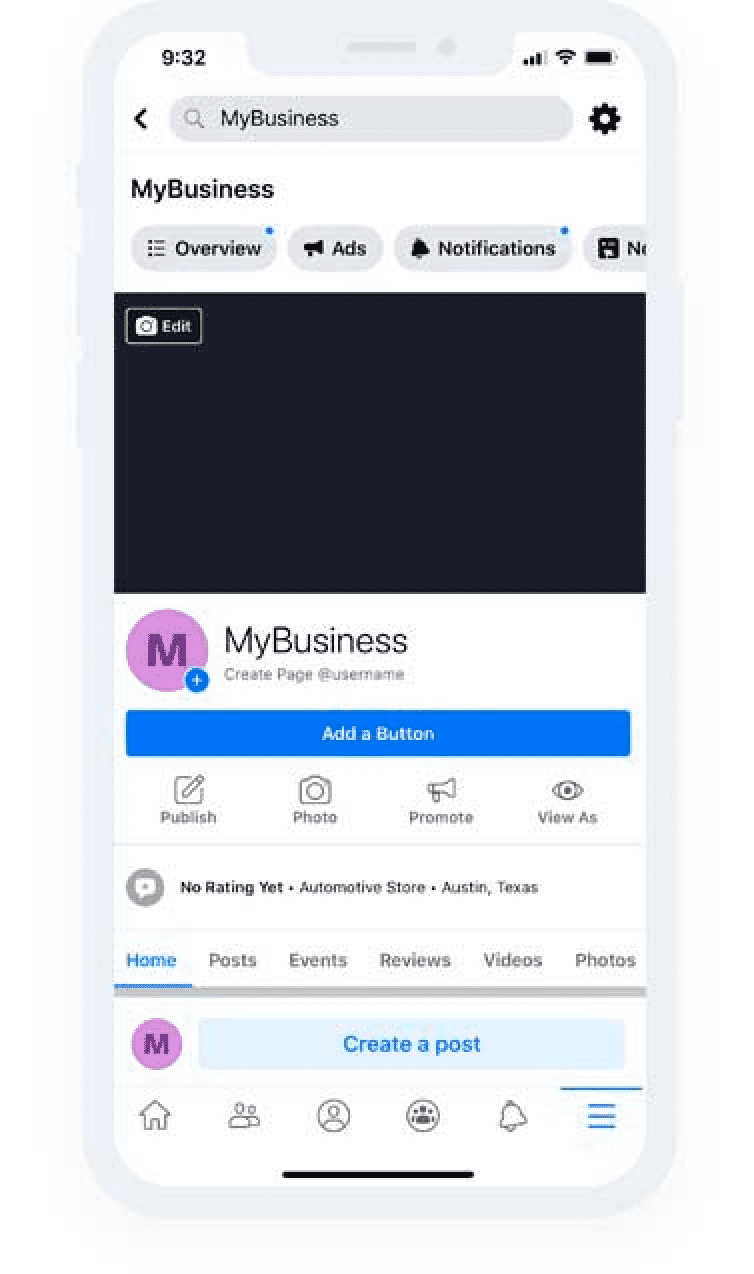 9:32
MyBusiness
MyBusiness
Overview Ads Notifications
Edit
M MyBusiness
Create Page @username
Add a Button
Publish Photo Promote View As
No Rating Yet • Automotive Store • Austin, Texas
Home Posts Events Reviews Videos Photos
M Create a post